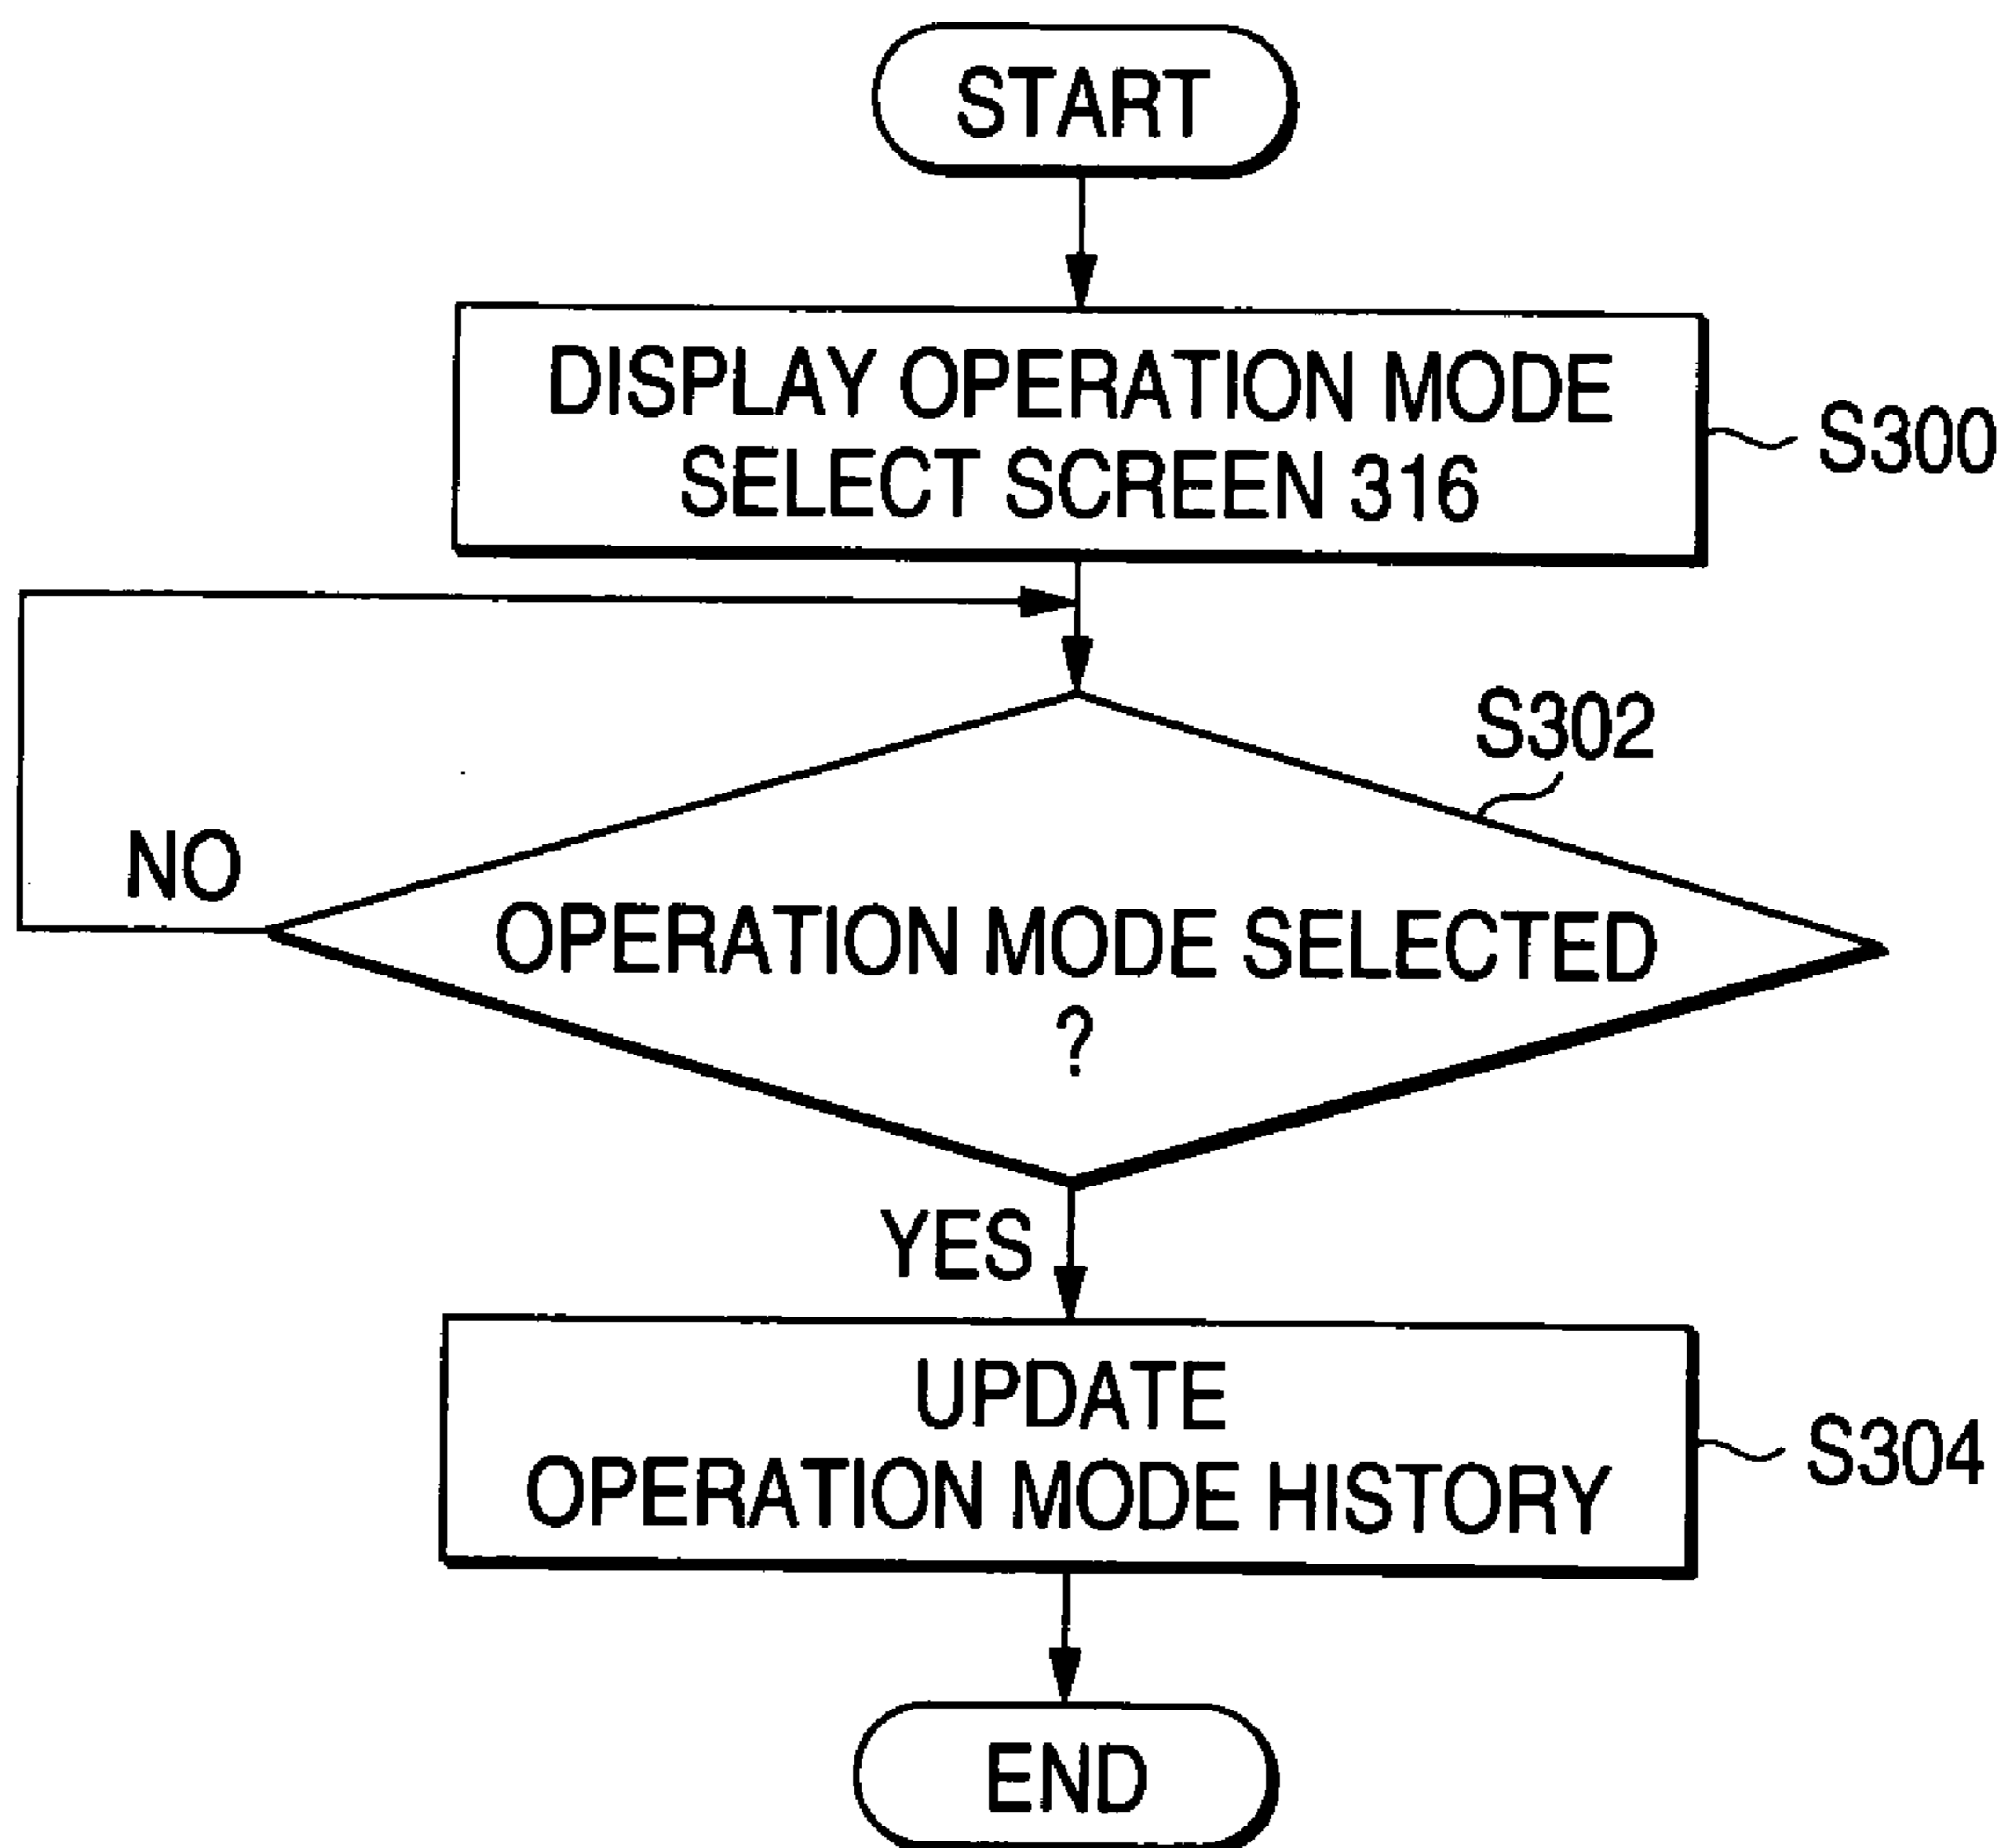 START
DISPLAY OPERATION MODE
SELECT SCREEN 316
S300
S302
NO
OPERATION MODE SELECTED
?
YES
UPDATE
OPERATION MODE HISTORY
S304
END